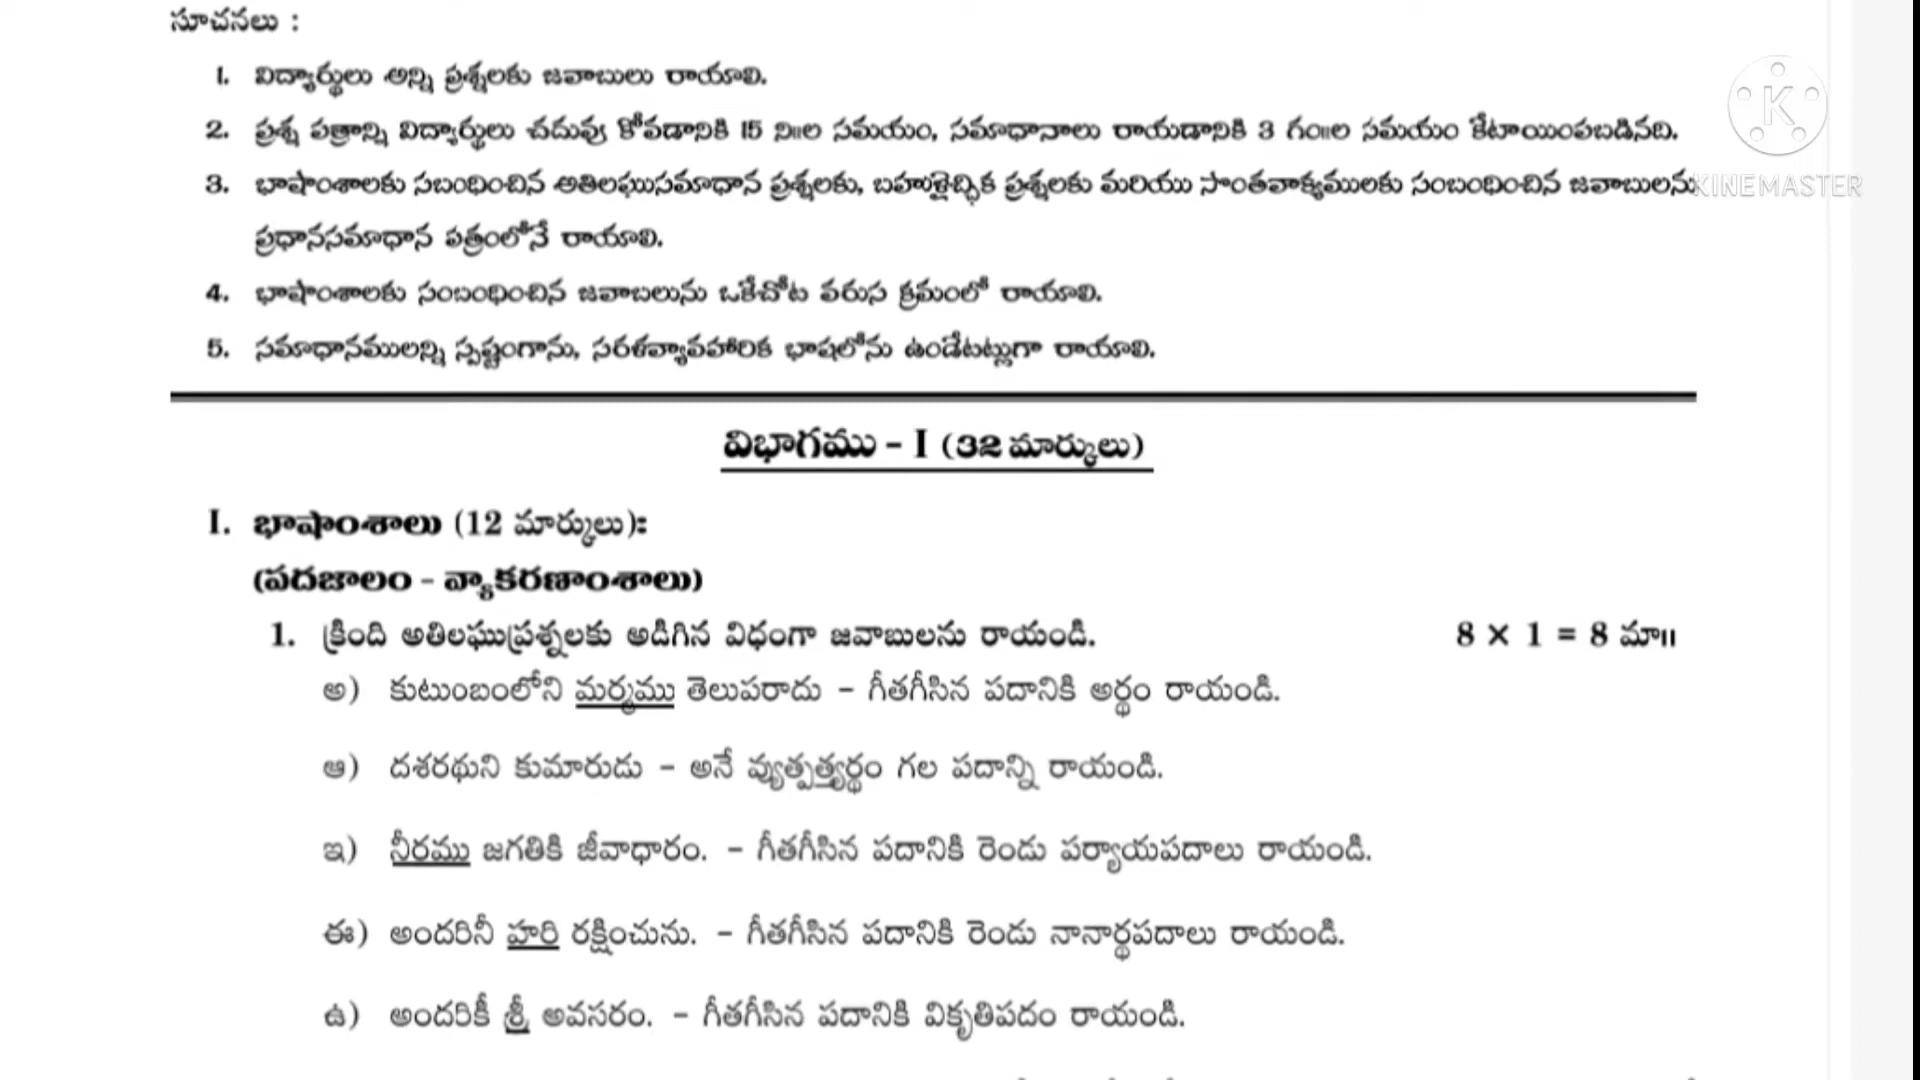 సూచనలు :
1. విద్యార్థులు అన్ని ప్రశ్నలకు జవాబులు రాయాలి.
2. ప్రశ్న పత్రాన్ని విద్యార్థులు చదువు కోవడానికి 15 ని॥ల సమయం, సమాధానాలు రాయడానికి 3 గం॥ల సమయం కేటాయింపబడినది.
3. భాషాంశాలకు సబంధించిన అతిలఘుసమాధాన ప్రశ్నలకు, బహుళైచ్ఛిక ప్రశ్నలకు మరియు సొంతవాక్యములకు సంబంధించిన జవాబులను
KINEMASTER
ప్రధానసమాధాన పత్రంలోనే రాయాలి.
4. భాషాంశాలకు సంబంధించిన జవాబలును ఒకేచోట వరుస క్రమంలో రాయాలి.
5. సమాధానములన్ని స్పష్టంగాను, సరళవ్యావహారిక భాషలోను ఉండేటట్లుగా రాయాలి.
విభాగము - I (32 మార్కులు)
I. భాషాంశాలు (12 మార్కులు):
(పదజాలం - వ్యాకరణాంశాలు)
1. క్రింది అతిలఘుప్రశ్నలకు అడిగిన విధంగా జవాబులను రాయండి. 8 × 1 = 8 మా॥
అ) కుటుంబంలోని మర్మము తెలుపరాదు - గీతగీసిన పదానికి అర్థం రాయండి.
ఆ) దశరథుని కుమారుడు - అనే వ్యుత్పత్త్యర్థం గల పదాన్ని రాయండి.
ఇ) నీరము జగతికి జీవాధారం. - గీతగీసిన పదానికి రెండు పర్యాయపదాలు రాయండి.
ఈ) అందరినీ హరి రక్షించును. - గీతగీసిన పదానికి రెండు నానార్థపదాలు రాయండి.
ఉ) అందరికీ శ్రీ అవసరం. - గీతగీసిన పదానికి వికృతిపదం రాయండి.